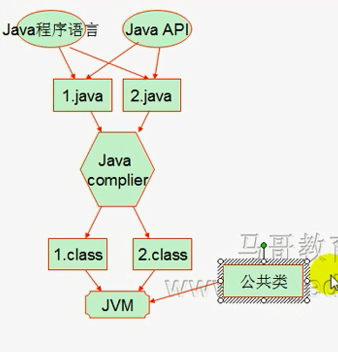 Java程序语言
Java API
1.java
2.java
Java
complier
1.class
2.class
马哥教育
www.
公共类
JVM